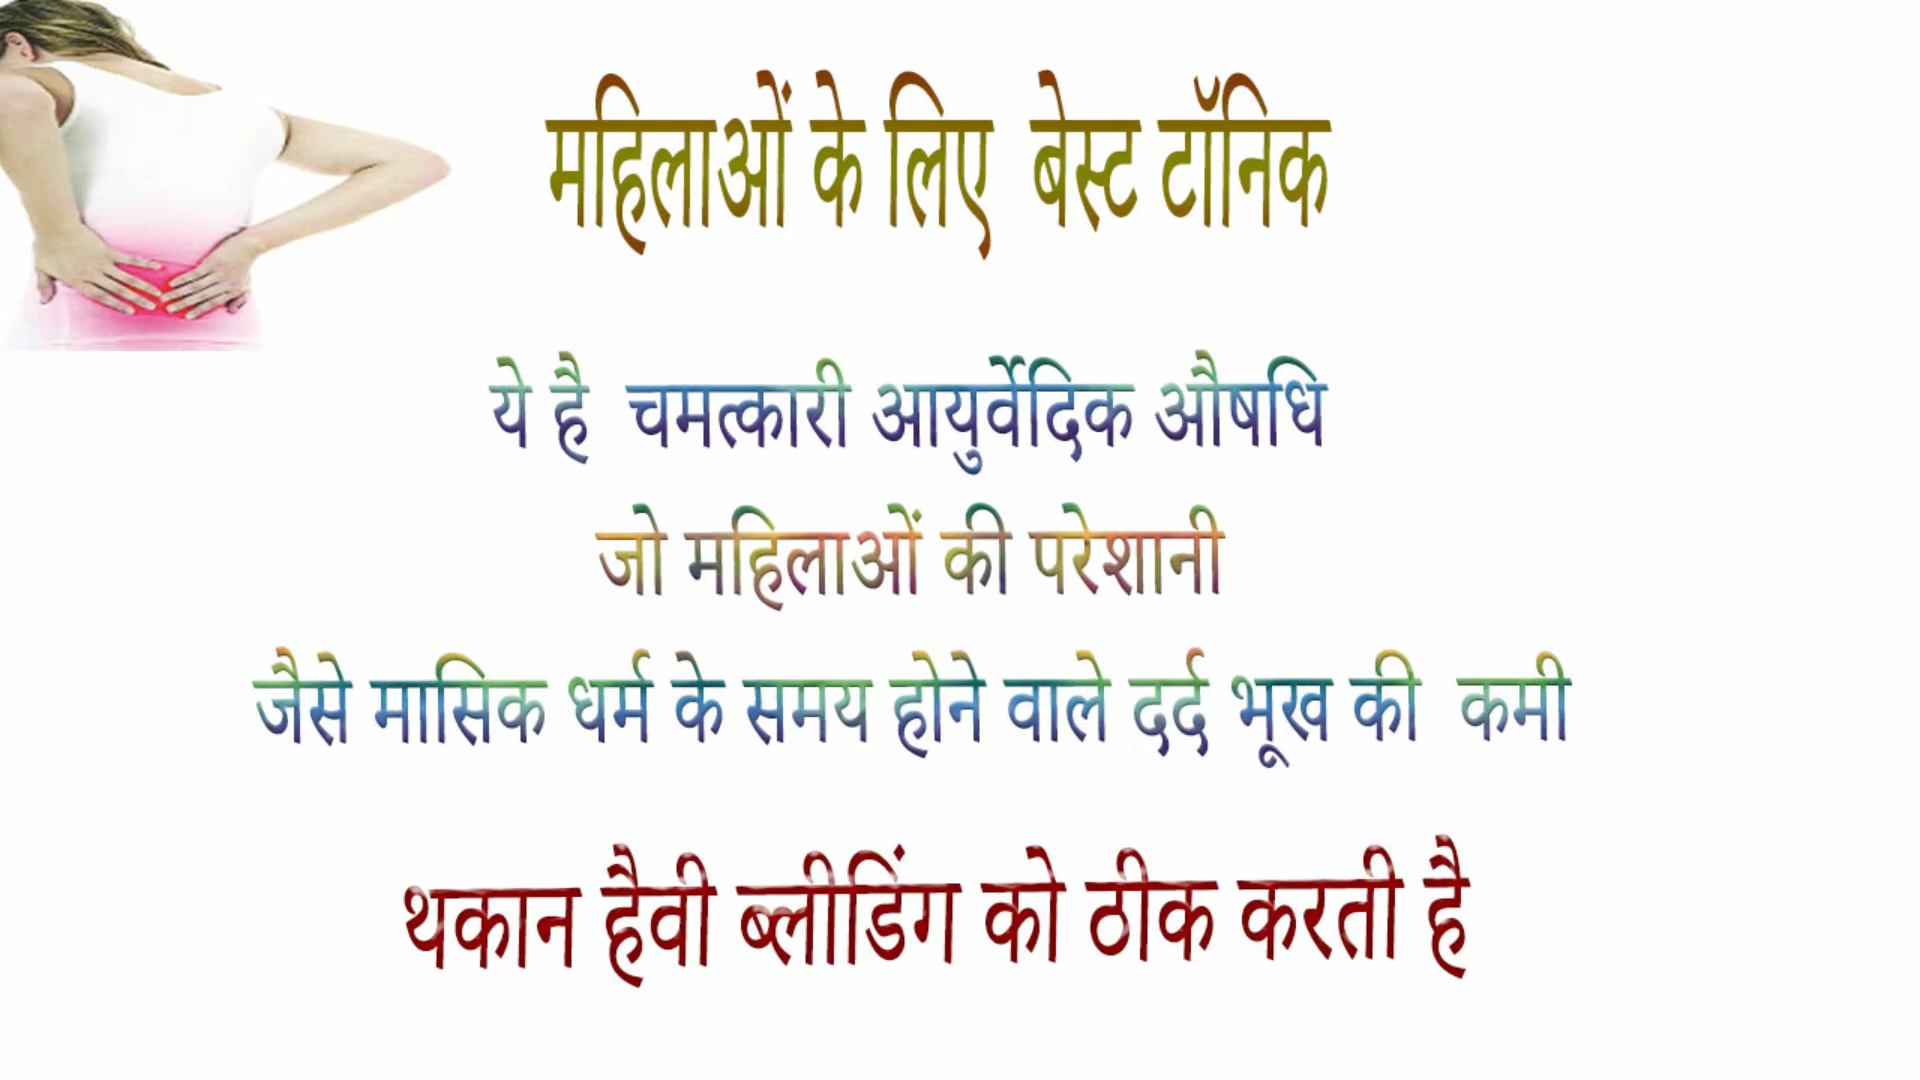 महिलाओं के लिए बेस्ट टॉनिक
ये है चमत्कारी आयुर्वेदिक औषधि
जो महिलाओं की परेशानी
जैसे मासिक धर्म के समय होने वाले दर्द भूख की कमी
थकान हैवी ब्लीडिंग को ठीक करती है